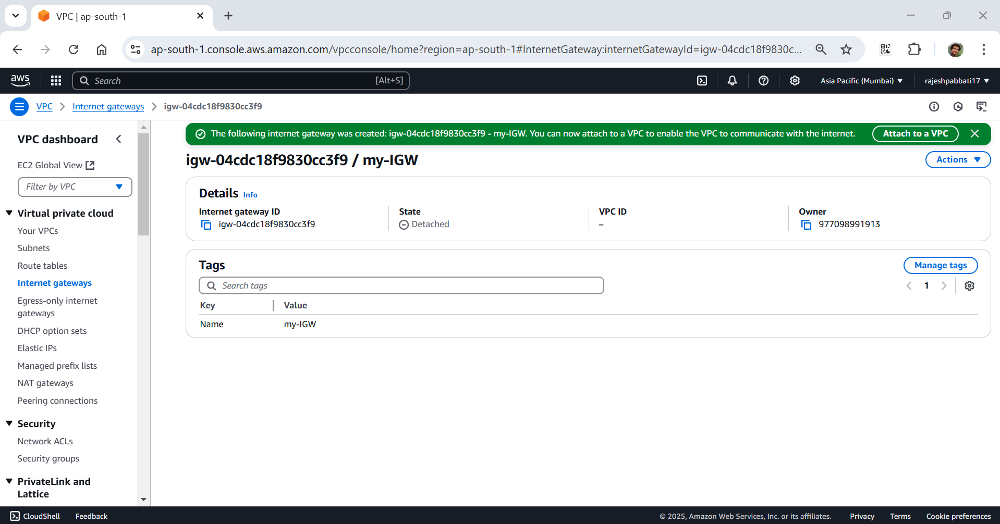 VPC | ap-south-1
ap-south-1.console.aws.amazon.com/vpcconsole/home?region=ap-south-1#InternetGateway:internetGatewayId=igw-04cdc18f9830c...
aws
Search
[Alt+S]
Asia Pacific (Mumbai)
rajeshpabbati17
VPC
Internet gateways
igw-04cdc18f9830cc3f9
VPC dashboard
EC2 Global View
Filter by VPC
Virtual private cloud
Your VPCs
Subnets
Route tables
Internet gateways
Egress-only internet
gateways
DHCP option sets
Elastic IPs
Managed prefix lists
NAT gateways
Peering connections
Security
Network ACLs
Security groups
PrivateLink and
Lattice
The following internet gateway was created: igw-04cdc18f9830cc3f9 - my-IGW. You can now attach to a VPC to enable the VPC to communicate with the internet.
Attach to a VPC
igw-04cdc18f9830cc3f9 / my-IGW
Actions
Details Info
Internet gateway ID
igw-04cdc18f9830cc3f9
State
Detached
VPC ID
–
Owner
977098991913
Tags
Manage tags
Search tags
1
Key
Value
Name
my-IGW
CloudShell
Feedback
© 2025, Amazon Web Services, Inc. or its affiliates.
Privacy
Terms
Cookie preferences